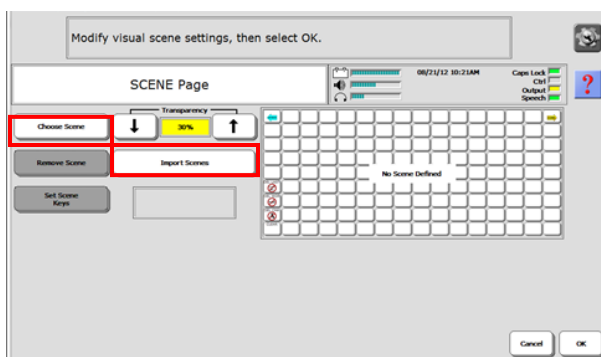 Modify visual scene settings, then select OK.
SCENE Page
08/21/12 10:21AM
Caps Lock
Ctrl
Output
Speech
?
Transparency
Choose Scene
30%
Remove Scene
Import Scenes
No Scene Defined
Set Scene
Keys
Cancel
OK